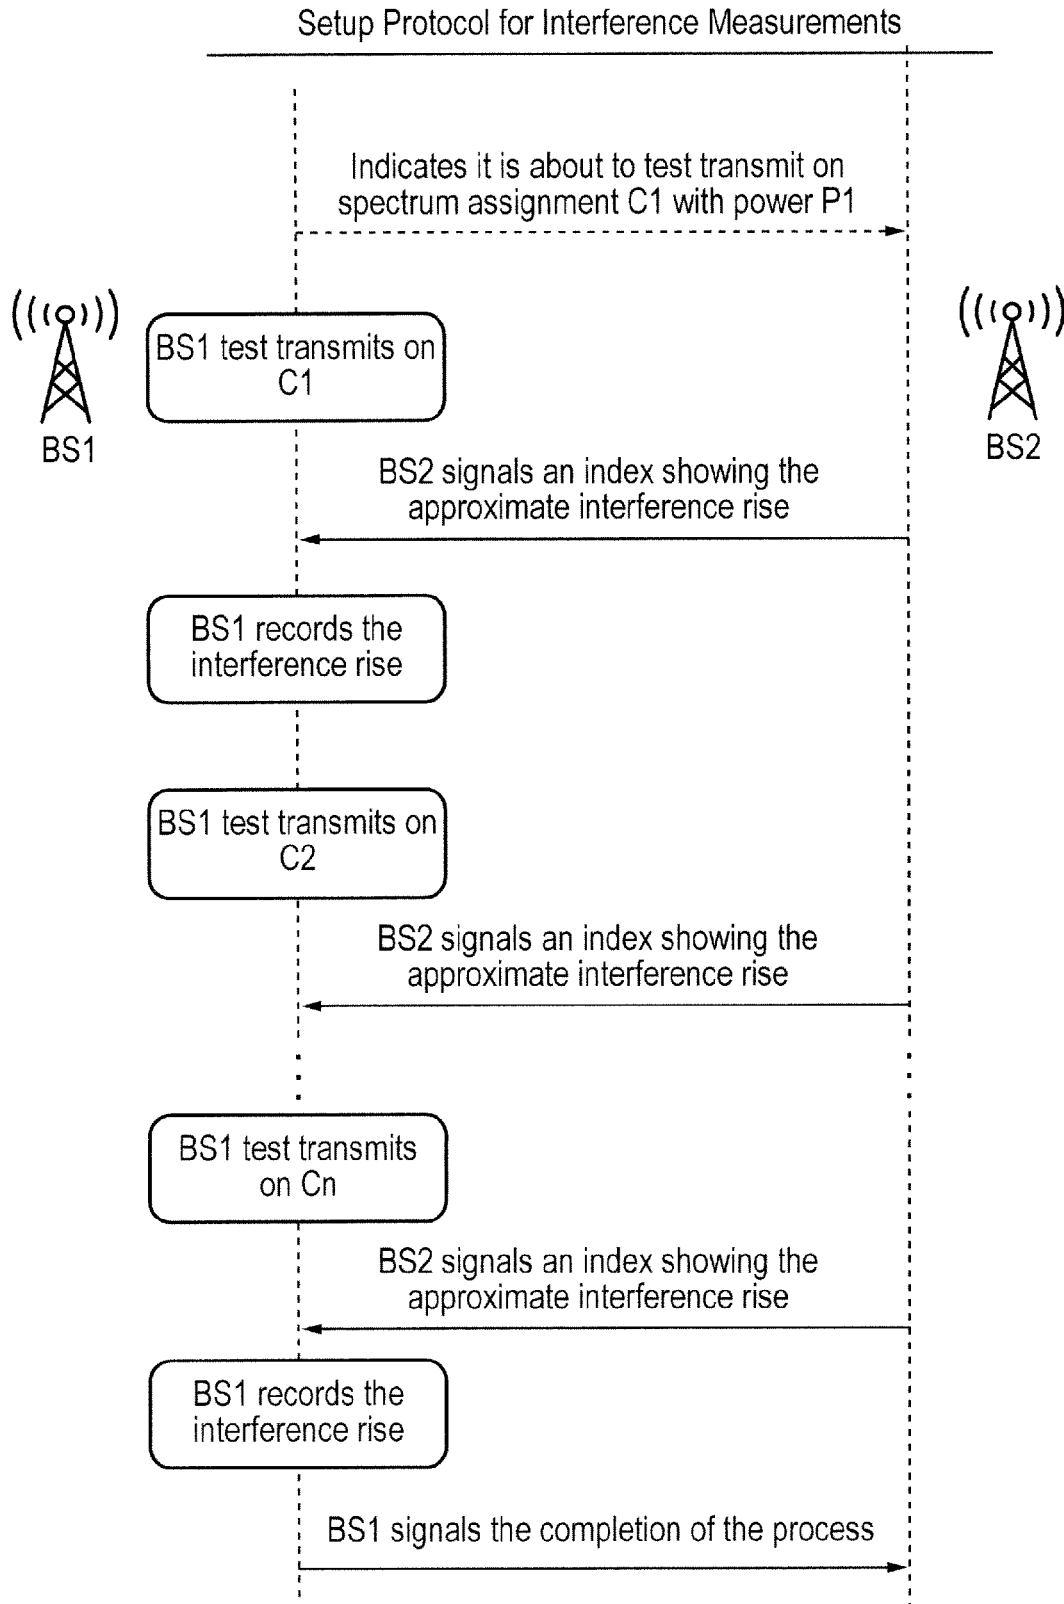 Setup Protocol for Interference Measurements
Indicates it is about to test transmit on
spectrum assignment C1 with power P1
BS1 test transmits on
C1
BS1
BS2
BS2 signals an index showing the
approximate interference rise
BS1 records the
interference rise
BS1 test transmits on
C2
BS2 signals an index showing the
approximate interference rise
BS1 test transmits
on Cn
BS2 signals an index showing the
approximate interference rise
BS1 records the
interference rise
BS1 signals the completion of the process